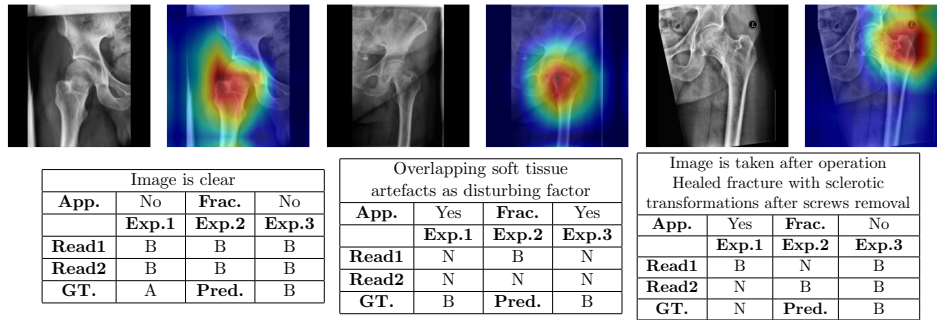 Image is clear
App. No Frac. No
Exp.1 Exp.2 Exp.3
Read1 B B B
Read2 B B B
GT. A Pred. B
Overlapping soft tissue
artefacts as disturbing factor
App. Yes Frac. Yes
Exp.1 Exp.2 Exp.3
Read1 N B N
Read2 N N N
GT. B Pred. B
Image is taken after operation
Healed fracture with sclerotic
transformations after screws removal
App. Yes Frac. No
Exp.1 Exp.2 Exp.3
Read1 B N B
Read2 N B B
GT. N Pred. B